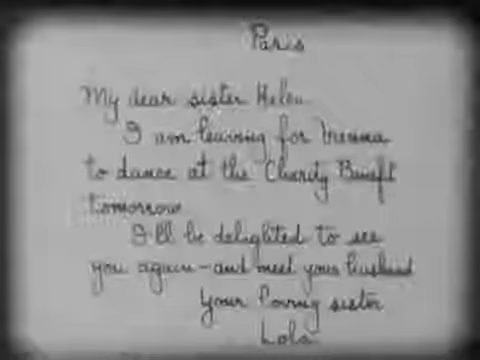 Paris
My dear sister Helen
I am leaving for Vienna
to dance at the Charity Benefit
tomorrow
I'll be delighted to see
you again - and meet your husband
Your loving sister
Lola